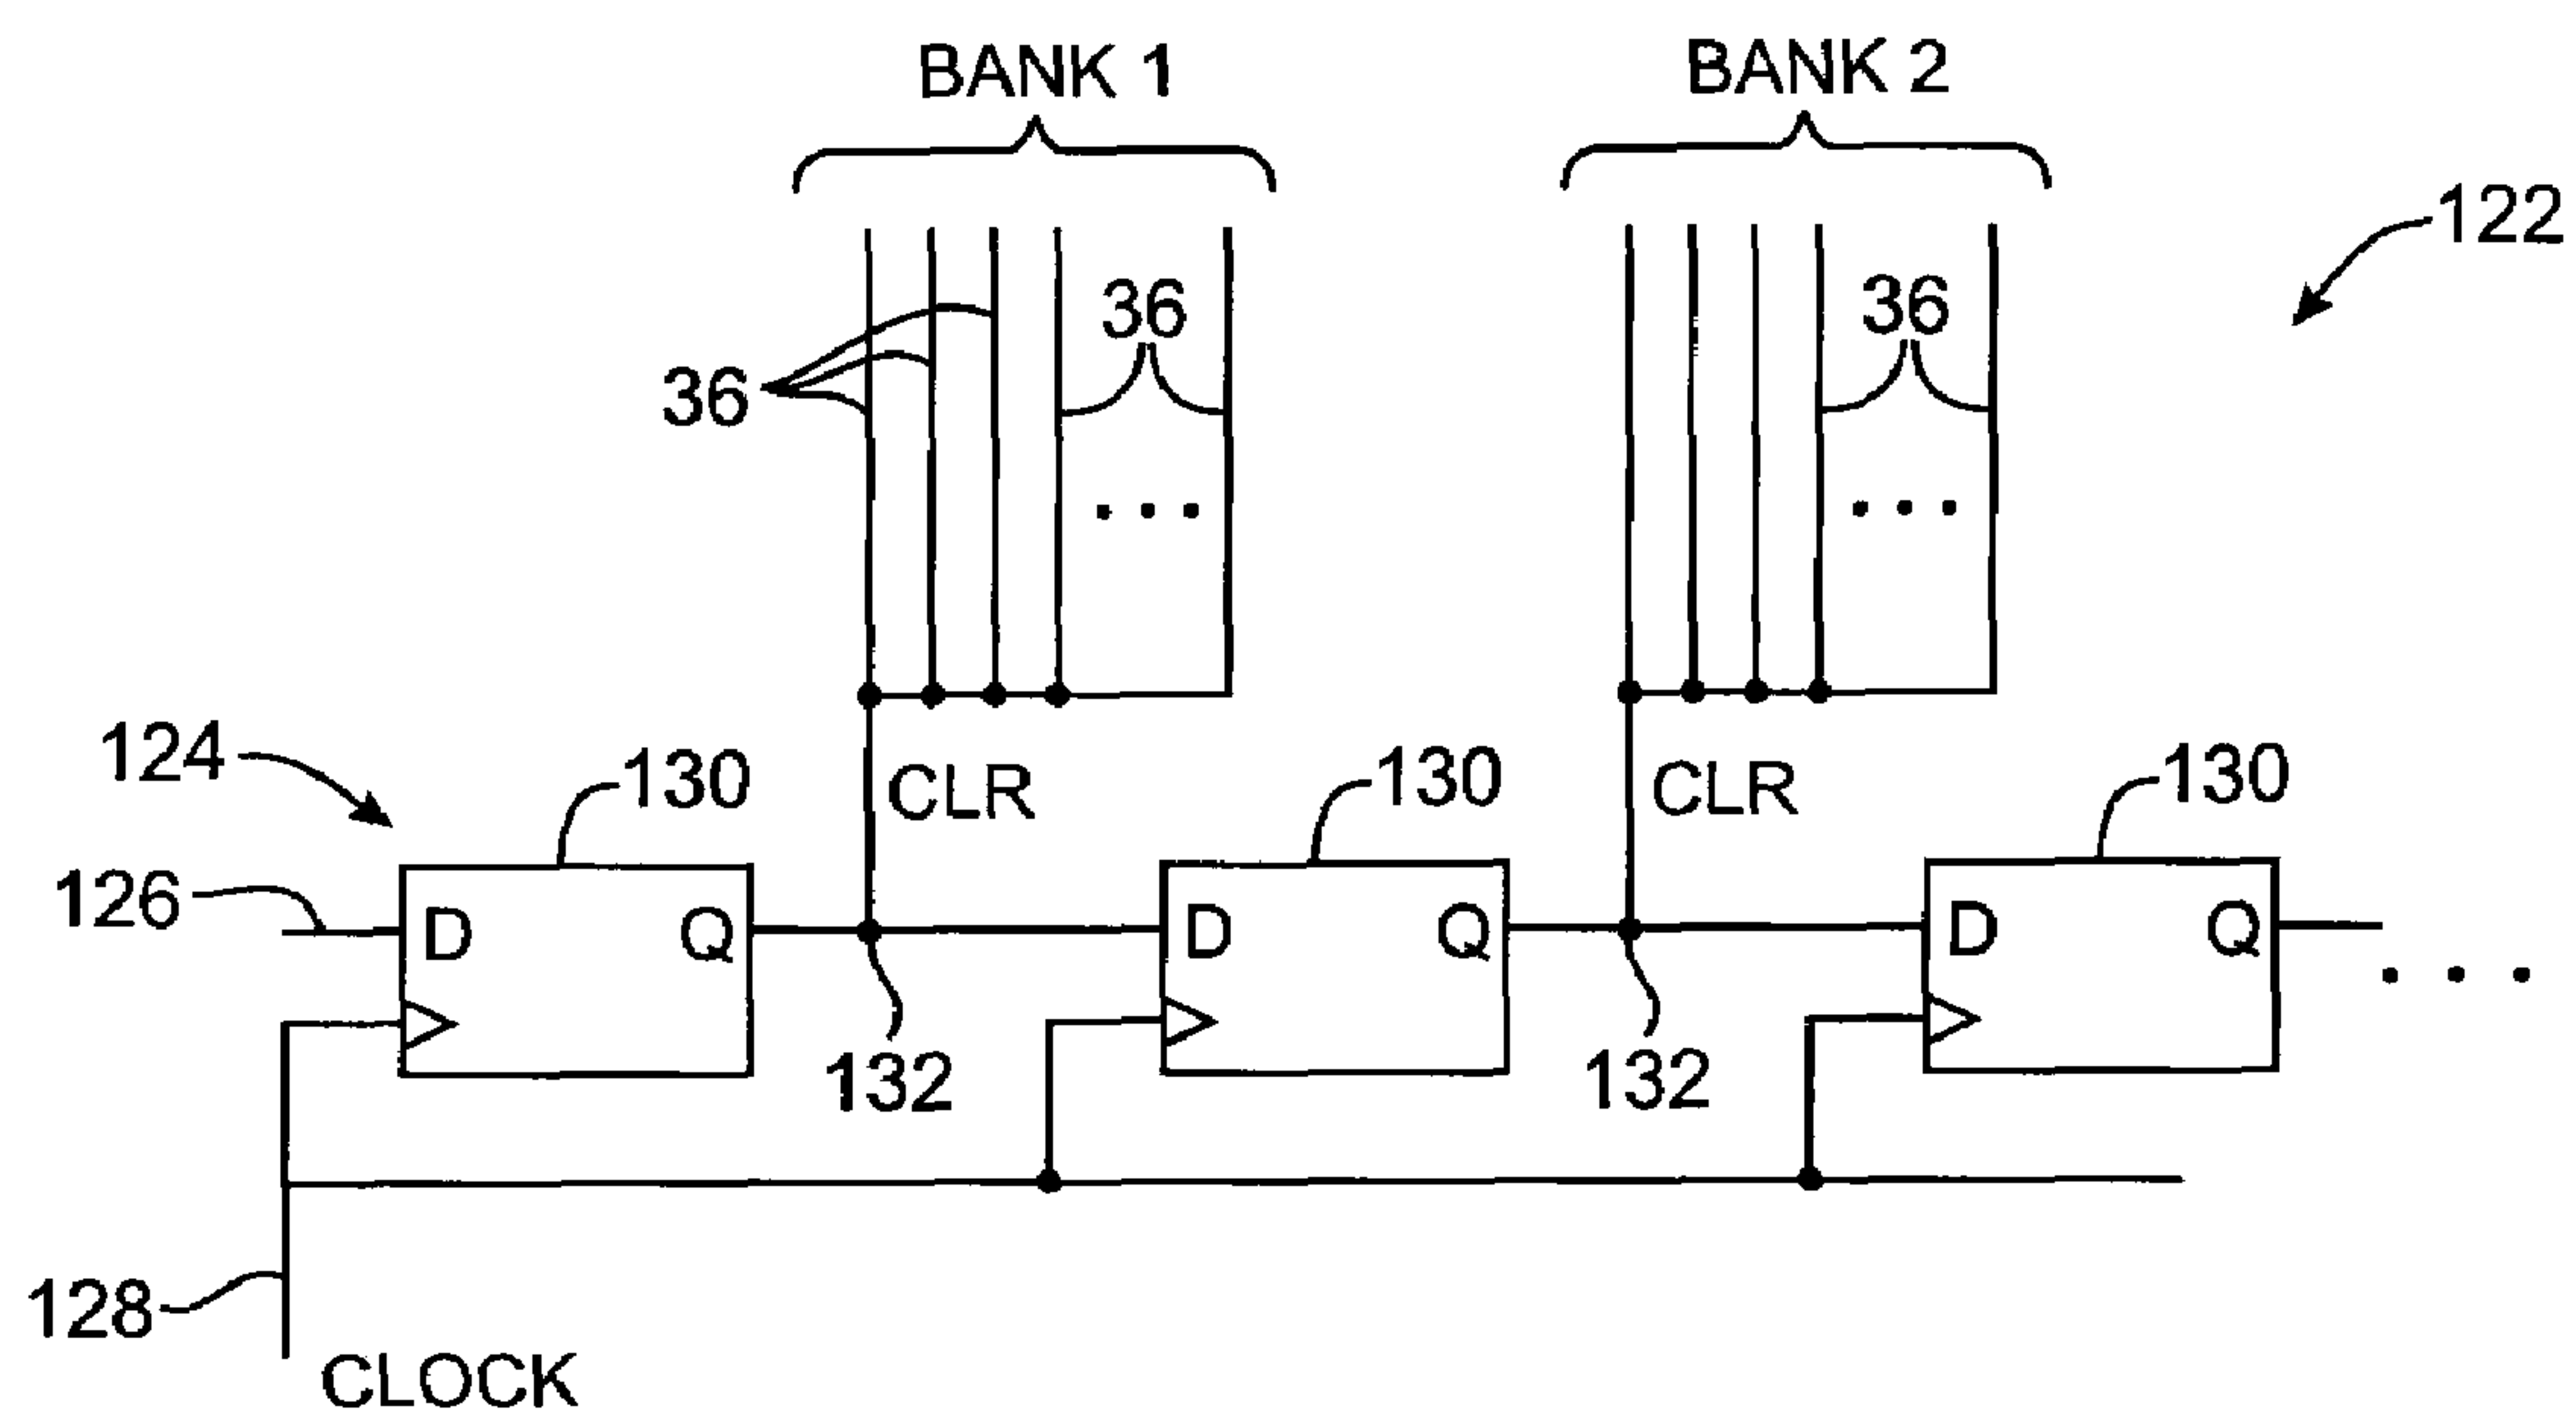 BANK 1
BANK 2
122
36
36
36
. . .
. . .
124
130
CLR
130
CLR
130
126
D
Q
D
Q
D
Q
. . .
132
132
128
CLOCK